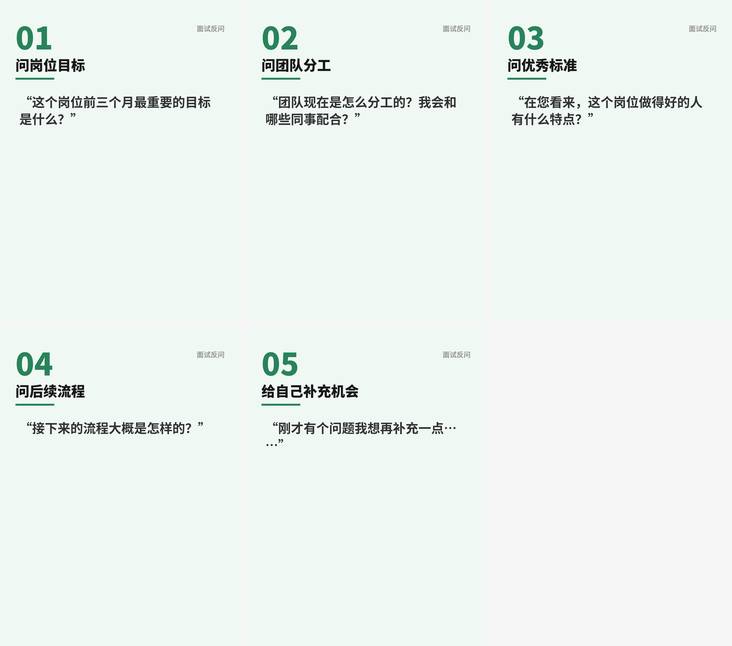 01
面试反问
问岗位目标
“这个岗位前三个月最重要的目标
是什么？”
02
面试反问
问团队分工
“团队现在是怎么分工的？我会和
哪些同事配合？”
03
面试反问
问优秀标准
“在您看来，这个岗位做得好的人
有什么特点？”
04
面试反问
问后续流程
“接下来的流程大概是怎样的？”
05
面试反问
给自己补充机会
“刚才有个问题我想再补充一点…
…”